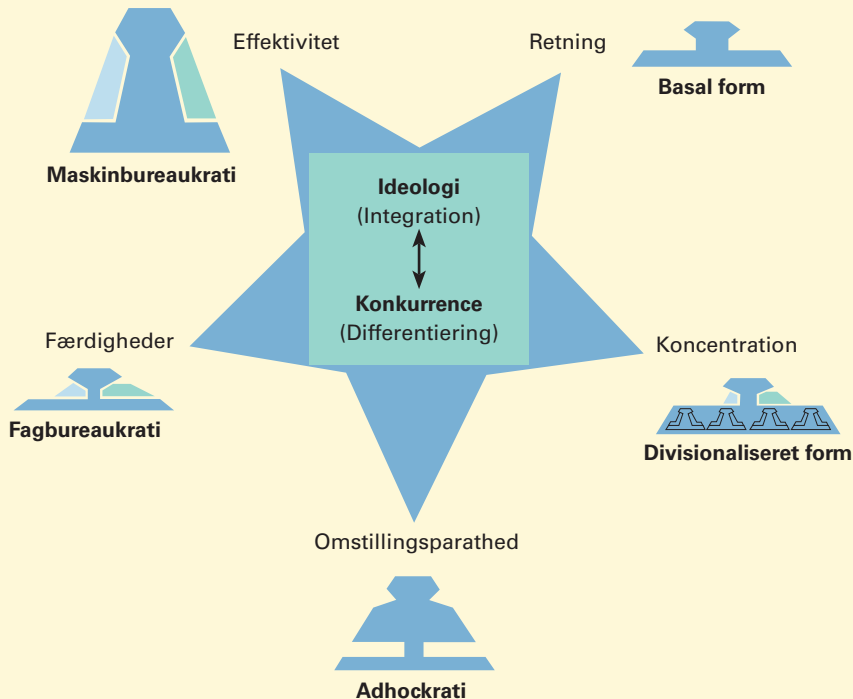 Effektivitet
Retning
Basal form
Maskinbureaukrati
Ideologi
(Integration)
Konkurrence
(Differentiering)
Færdigheder
Koncentration
Fagbureaukrati
Divisionaliseret form
Omstillingsparathed
Adhockrati